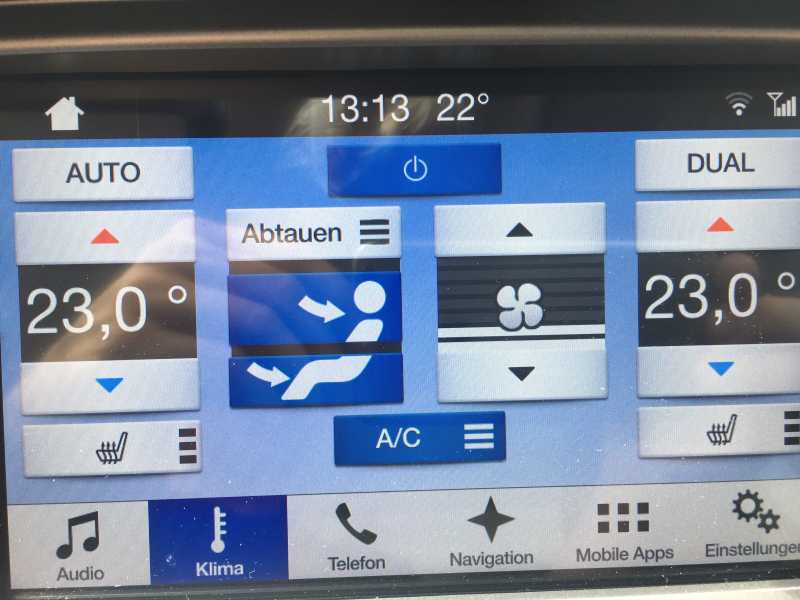 13:13 22°
AUTO
DUAL
Abtauen
23,0 °
23,0 °
A/C
Audio
Klima
Telefon
Navigation
Mobile Apps
Einstellungen